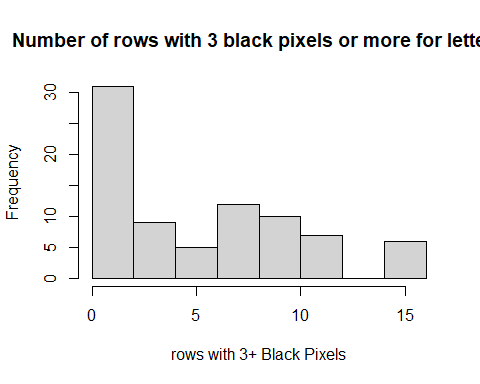 Number of rows with 3 black pixels or more for lette
Frequency
30
20
10
5
0
0 5 10 15
rows with 3+ Black Pixels